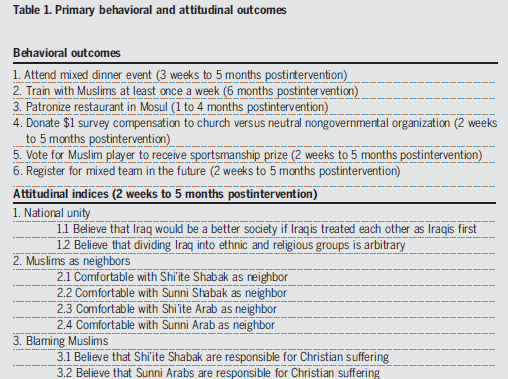 Table 1. Primary behavioral and attitudinal outcomes
Behavioral outcomes
1. Attend mixed dinner event (3 weeks to 5 months postintervention)
2. Train with Muslims at least once a week (6 months postintervention)
3. Patronize restaurant in Mosul (1 to 4 months postintervention)
4. Donate $1 survey compensation to church versus neutral nongovernmental organization (2 weeks
to 5 months postintervention)
5. Vote for Muslim player to receive sportsmanship prize (2 weeks to 5 months postintervention)
6. Register for mixed team in the future (2 weeks to 5 months postintervention)
Attitudinal indices (2 weeks to 5 months postintervention)
1. National unity
1.1 Believe that Iraq would be a better society if Iraqis treated each other as Iraqis first
1.2 Believe that dividing Iraq into ethnic and religious groups is arbitrary
2. Muslims as neighbors
2.1 Comfortable with Shi'ite Shabak as neighbor
2.2 Comfortable with Sunni Shabak as neighbor
2.3 Comfortable with Shi'ite Arab as neighbor
2.4 Comfortable with Sunni Arab as neighbor
3. Blaming Muslims
3.1 Believe that Shi'ite Shabak are responsible for Christian suffering
3.2 Believe that Sunni Arabs are responsible for Christian suffering